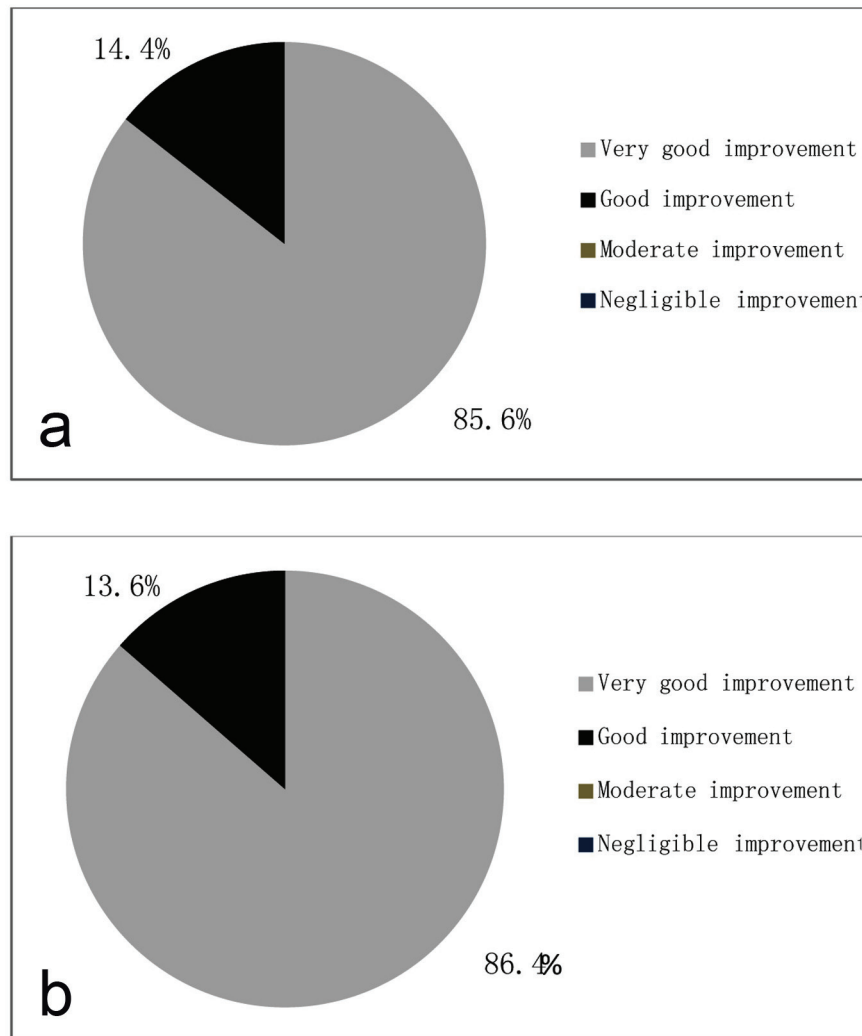 14.4%
Very good improvement
Good improvement
Moderate improvement
Negligible improvement
85.6%
a
13.6%
Very good improvement
Good improvement
Moderate improvement
Negligible improvement
86.4%
b